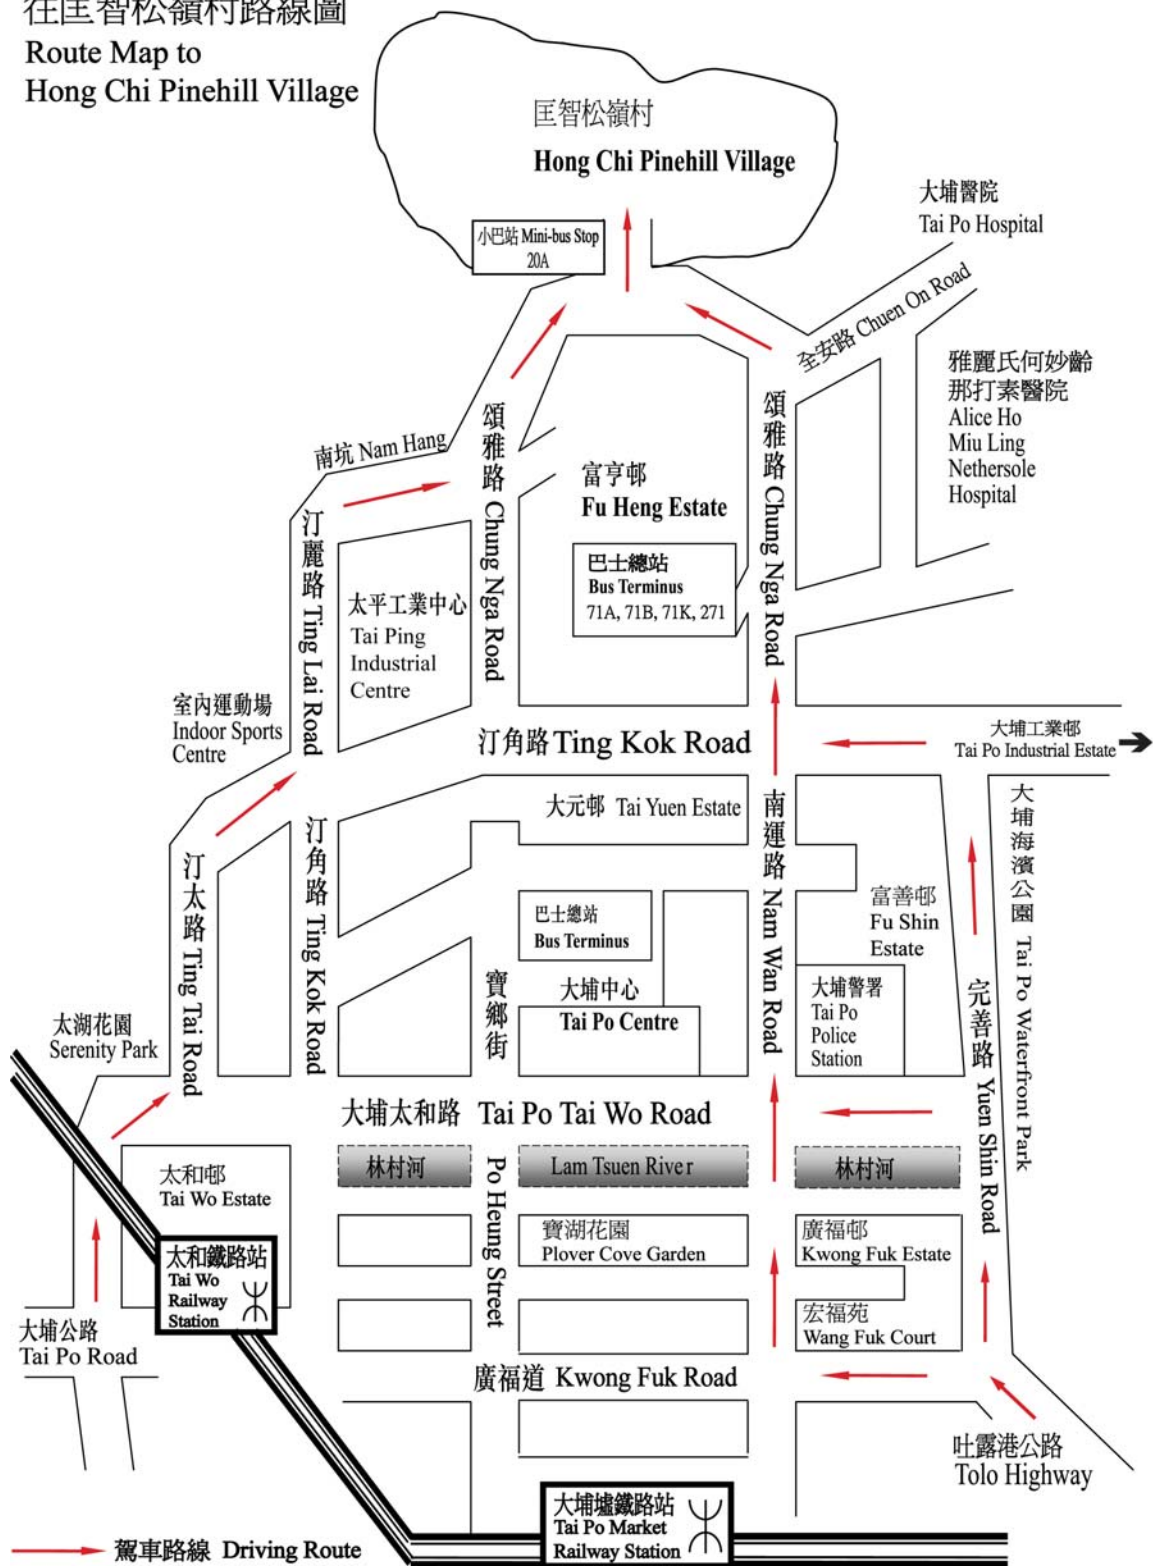 往匡智松嶺村路線圖
Route Map to
Hong Chi Pinehill Village
匡智松嶺村
Hong Chi Pinehill Village
小巴站 Mini-bus Stop
20A
大埔醫院
Tai Po Hospital
全安路 Chuen On Road
雅麗氏何妙齡
那打素醫院
Alice Ho
Miu Ling
Nethersole
Hospital
南坑 Nam Hang
頌雅路 Chung Nga Road
頌雅路 Chung Nga Road
富亨邨
Fu Heng Estate
巴士總站
Bus Terminus
71A, 71B, 71K, 271
汀麗路 Ting Lai Road
太平工業中心
Tai Ping
Industrial
Centre
室內運動場
Indoor Sports
Centre
汀角路 Ting Kok Road
大埔工業邨
Tai Po Industrial Estate
大元邨 Tai Yuen Estate
南運路 Nam Wan Road
大埔海濱公園 Tai Po Waterfront Park
汀太路 Ting Tai Road
汀角路 Ting Kok Road
巴士總站
Bus Terminus
富善邨
Fu Shin
Estate
大埔中心
Tai Po Centre
大埔警署
Tai Po
Police
Station
寶鄉街
完善路 Yuen Shin Road
太湖花園
Serenity Park
大埔太和路 Tai Po Tai Wo Road
林村河
Lam Tsuen River
林村河
太和邨
Tai Wo Estate
Po Heung Street
寶湖花園
Plover Cove Garden
廣福邨
Kwong Fuk Estate
太和鐵路站
Tai Wo
Railway
Station
宏福苑
Wang Fuk Court
大埔公路
Tai Po Road
廣福道 Kwong Fuk Road
吐露港公路
Tolo Highway
大埔墟鐵路站
Tai Po Market
Railway Station
駕車路線 Driving Route